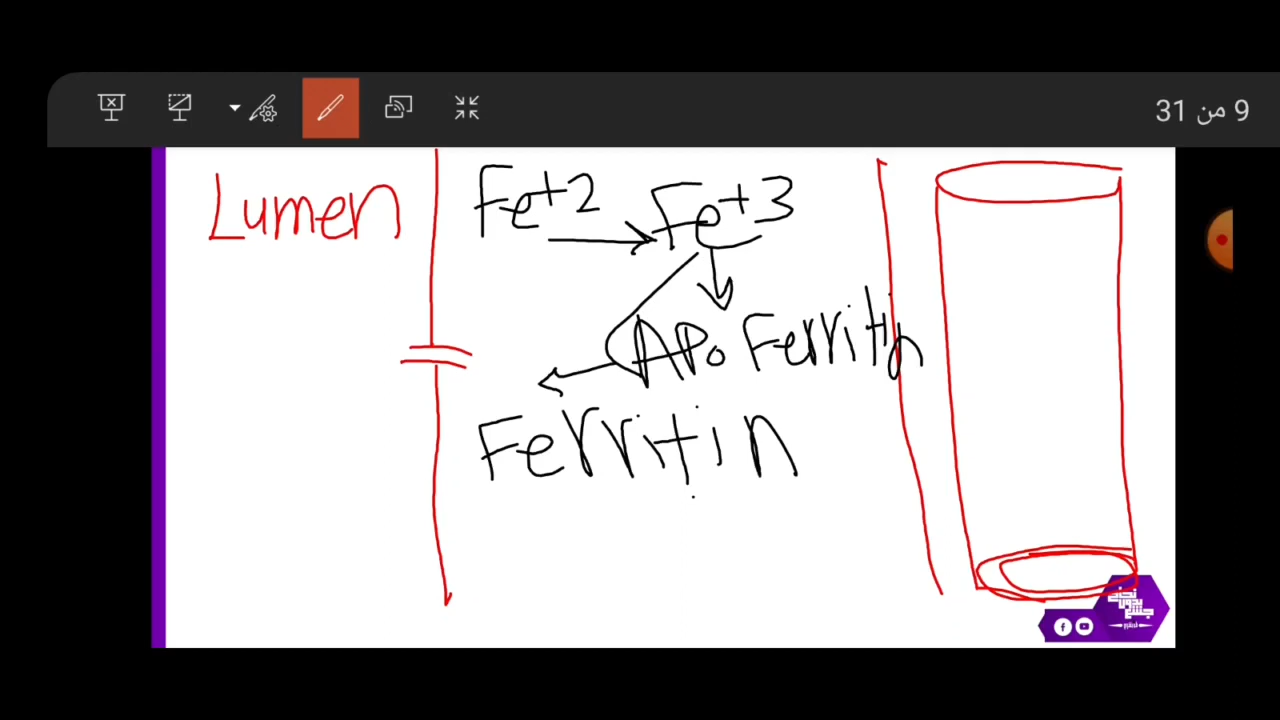 9 من 31
Lumen
Fe+2
Fe+3
APo Ferritin
Ferritin